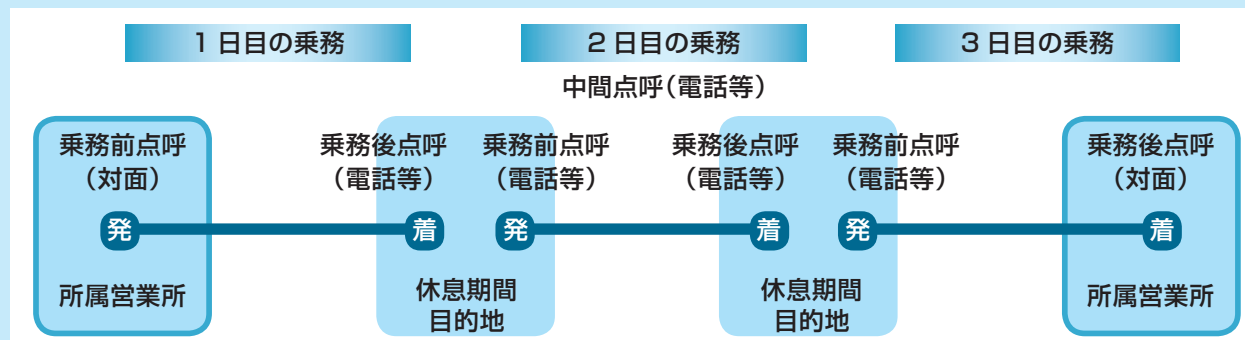 1日目の乗務
2日目の乗務
3日目の乗務
中間点呼(電話等)
乗務前点呼
(対面)
乗務後点呼
(電話等)
乗務前点呼
(電話等)
乗務後点呼
(電話等)
乗務前点呼
(電話等)
乗務後点呼
(対面)
発
着
発
着
発
着
所属営業所
休息期間
目的地
休息期間
目的地
所属営業所